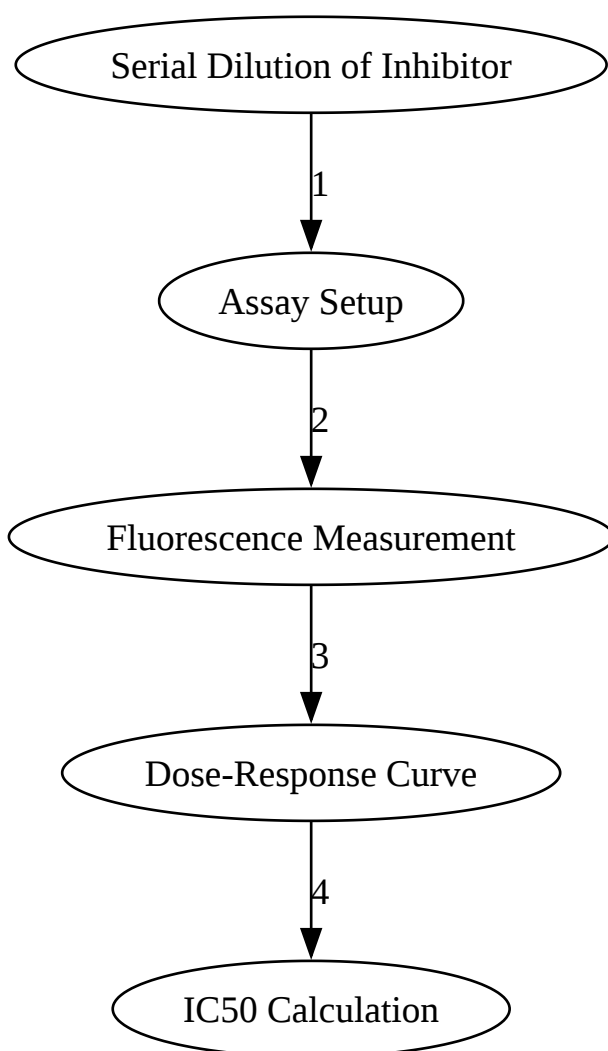 Serial Dilution of Inhibitor
1
Assay Setup
2
Fluorescence Measurement
3
Dose-Response Curve
4
IC50 Calculation